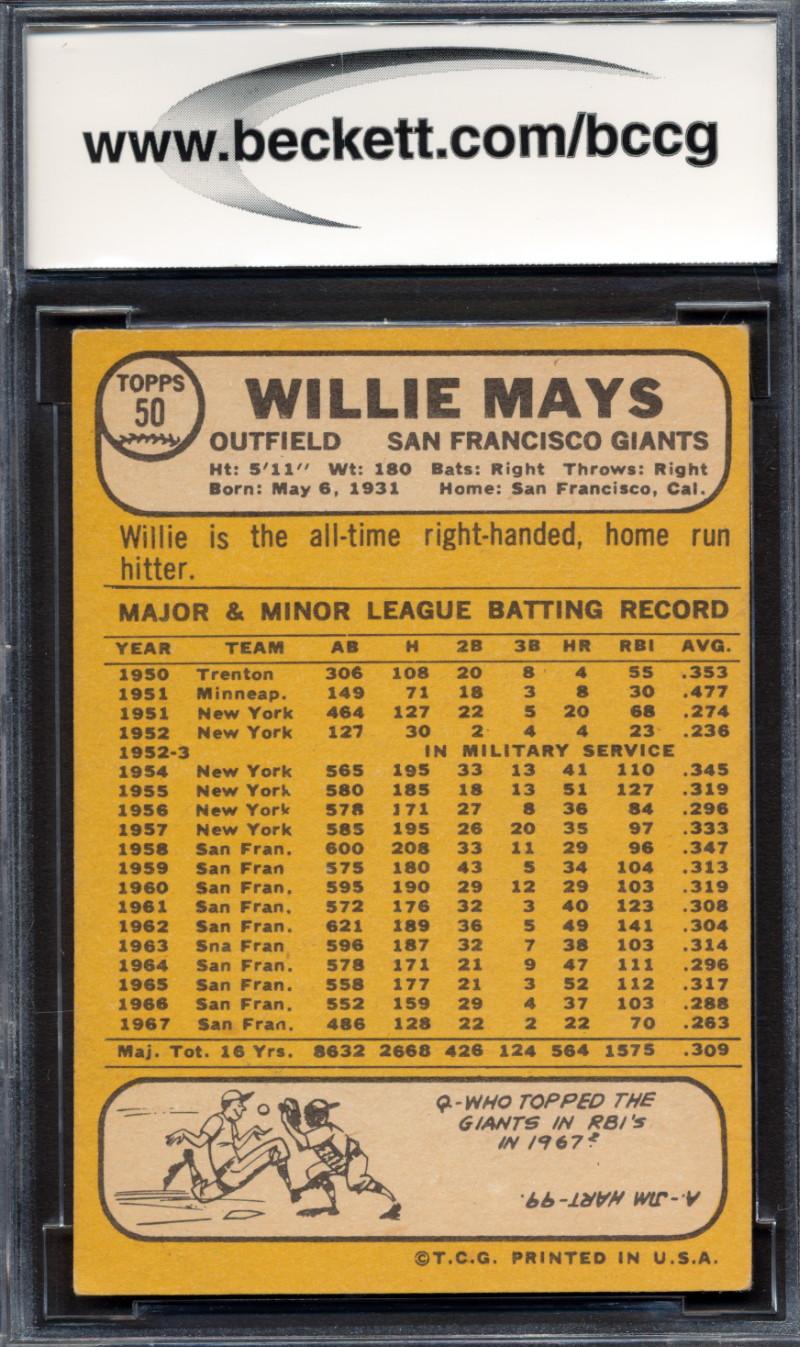 www.beckett.com/bccg
TOPPS
50
WILLIE MAYS
OUTFIELD SAN FRANCISCO GIANTS
Ht: 5'11" Wt: 180 Bats: Right Throws: Right
Born: May 6, 1931 Home: San Francisco, Cal.
Willie is the all-time right-handed, home run
hitter.
MAJOR & MINOR LEAGUE BATTING RECORD
YEAR TEAM AB H 2B 3B HR RBI AVG.
1950 Trenton 306 108 20 8 4 55 .353
1951 Minneap. 149 71 18 3 8 30 .477
1951 New York 464 127 22 5 20 68 .274
1952 New York 127 30 2 4 4 23 .236
1952-3 IN MILITARY SERVICE
1954 New York 565 195 33 13 41 110 .345
1955 New York 580 185 18 13 51 127 .319
1956 New York 578 171 27 8 36 84 .296
1957 New York 585 195 26 20 35 97 .333
1958 San Fran. 600 208 33 11 29 96 .347
1959 San Fran 575 180 43 5 34 104 .313
1960 San Fran. 595 190 29 12 29 103 .319
1961 San Fran. 572 176 32 3 40 123 .308
1962 San Fran. 621 189 36 5 49 141 .304
1963 Sna Fran 596 187 32 7 38 103 .314
1964 San Fran. 578 171 21 9 47 111 .296
1965 San Fran. 558 177 21 3 52 112 .317
1966 San Fran. 552 159 29 4 37 103 .288
1967 San Fran. 486 128 22 2 22 70 .263
Maj. Tot. 16 Yrs. 8632 2668 426 124 564 1575 .309
Q-WHO TOPPED THE
GIANTS IN RBI'S
IN 1967?
A.-JIM HART-99.
©T.C.G. PRINTED IN U.S.A.